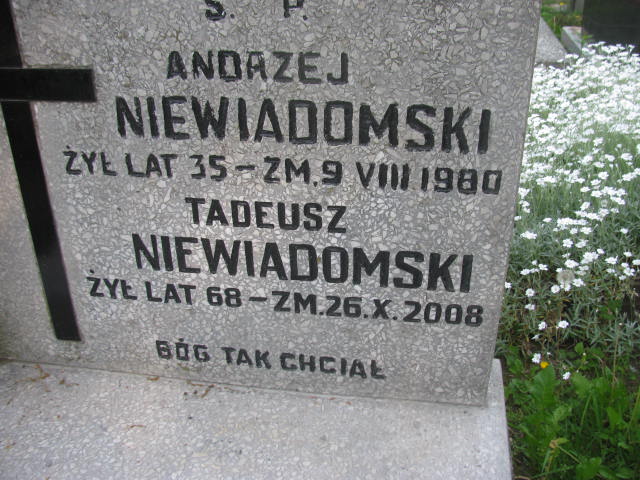 Ś. P.
ANDRZEJ
NIEWIADOMSKI
ŻYŁ LAT 35 – ZM. 9 VIII 1980
TADEUSZ
NIEWIADOMSKI
ŻYŁ LAT 68 – ZM. 26.X.2008
BÓG TAK CHCIAŁ